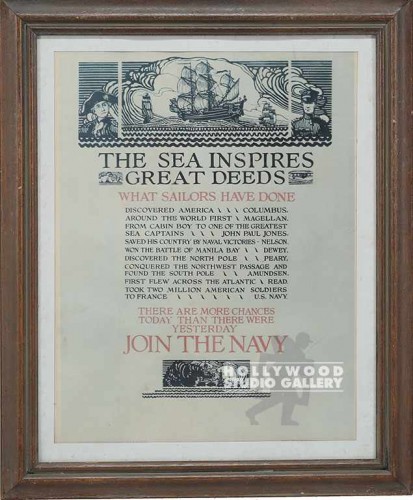 THE SEA INSPIRES
GREAT DEEDS
WHAT SAILORS HAVE DONE
DISCOVERED AMERICA \ \ \ COLUMBUS.
AROUND THE WORLD FIRST \ MAGELLAN.
FROM CABIN BOY TO ONE OF THE GREATEST
SEA CAPTAINS \ \ \ JOHN PAUL JONES.
SAVED HIS COUNTRY BY NAVAL VICTORIES - NELSON.
WON THE BATTLE OF MANILA BAY \ \ DEWEY.
DISCOVERED THE NORTH POLE \ \ PEARY.
CONQUERED THE NORTHWEST PASSAGE AND
FOUND THE SOUTH POLE \ \ AMUNDSEN.
FIRST FLEW ACROSS THE ATLANTIC \ READ.
TOOK TWO MILLION AMERICAN SOLDIERS
TO FRANCE \ \ \ \ \ \ \ U.S. NAVY.
THERE ARE MORE CHANCES
TODAY THAN THERE WERE
YESTERDAY
JOIN THE NAVY
HOLLYWOOD
STUDIO GALLERY